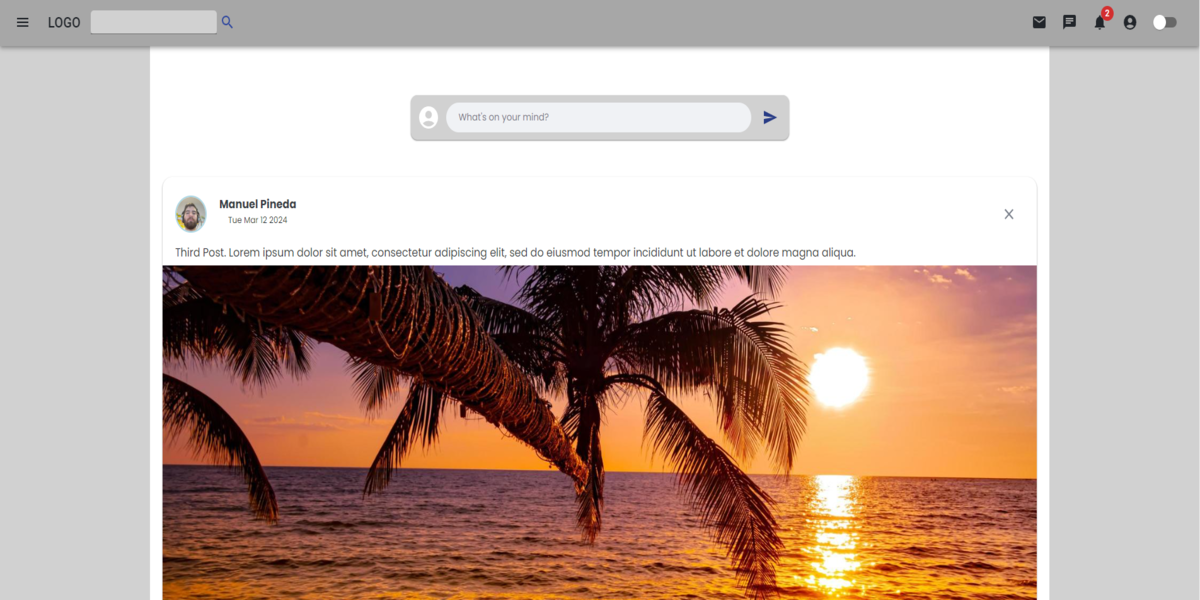 LOGO
2
What's on your mind?
Manuel Pineda
Tue Mar 12 2024
Third Post. Lorem ipsum dolor sit amet, consectetur adipiscing elit, sed do eiusmod tempor incididunt ut labore et dolore magna aliqua.